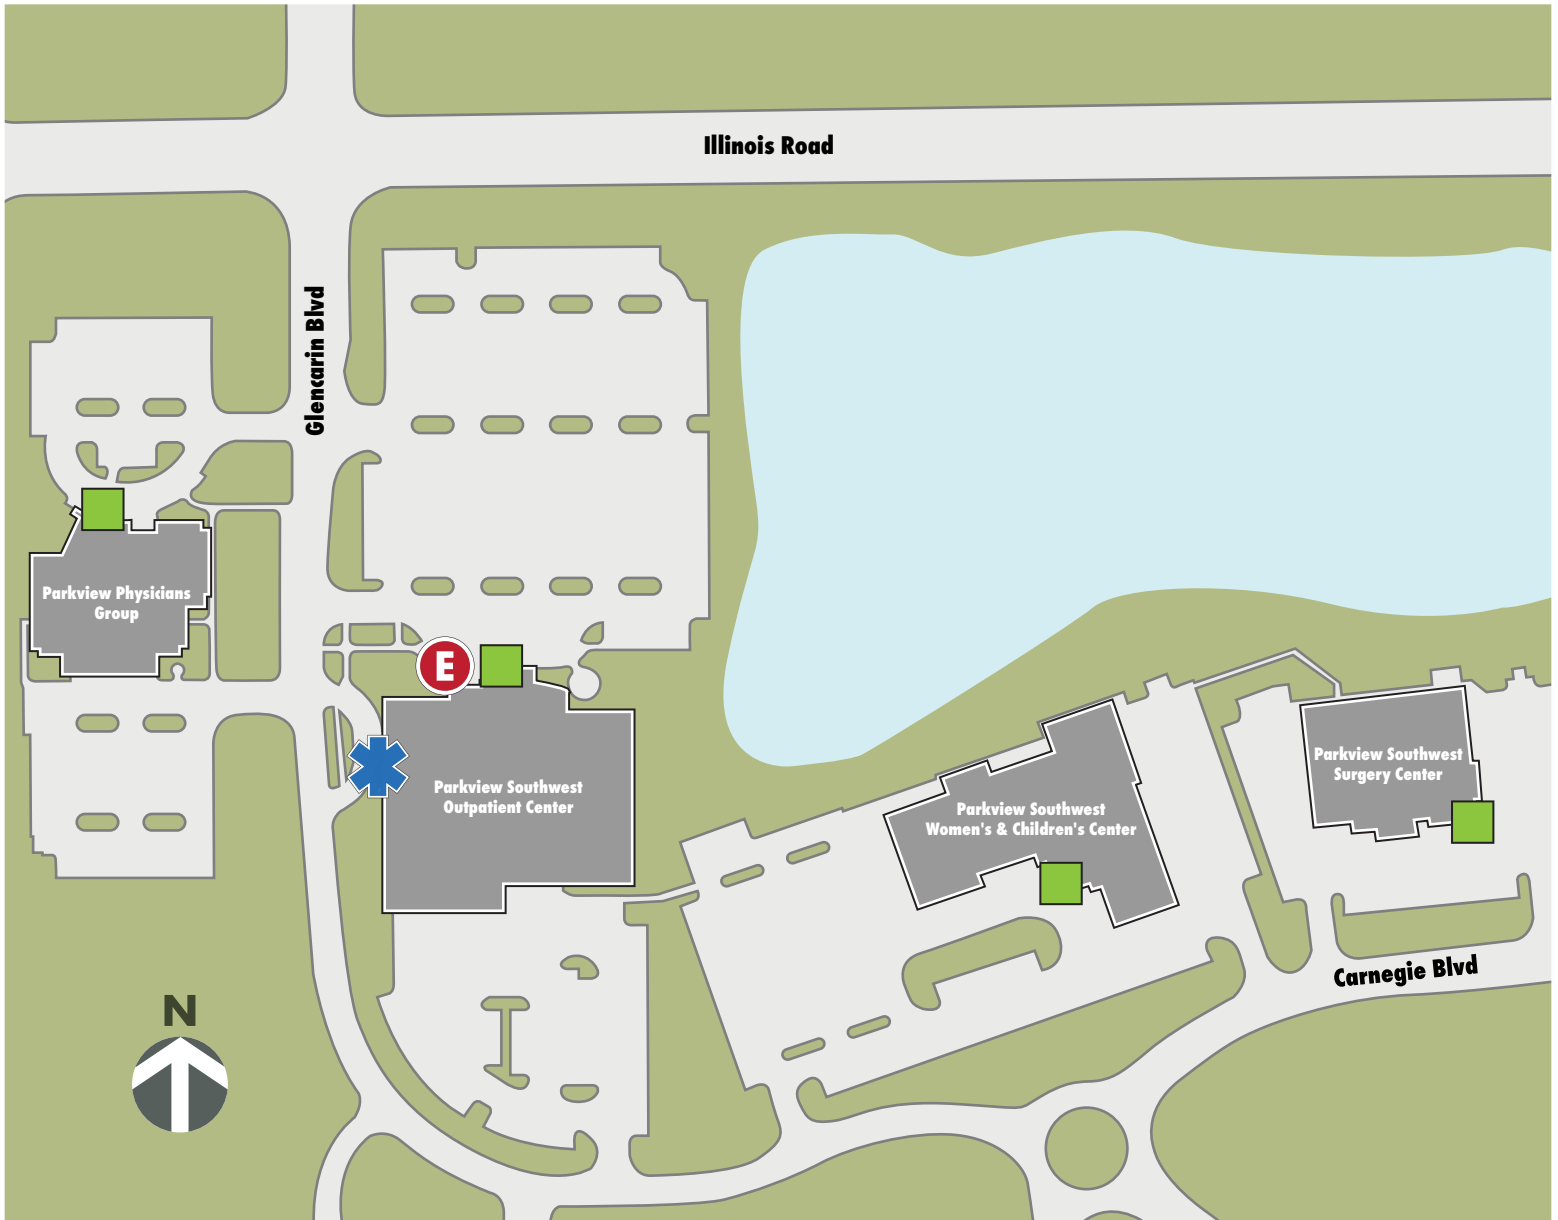 Illinois Road
Glencarin Blvd
Parkview Physicians
Group
E
Parkview Southwest
Outpatient Center
Parkview Southwest
Women's & Children's Center
Parkview Southwest
Surgery Center
Carnegie Blvd
N